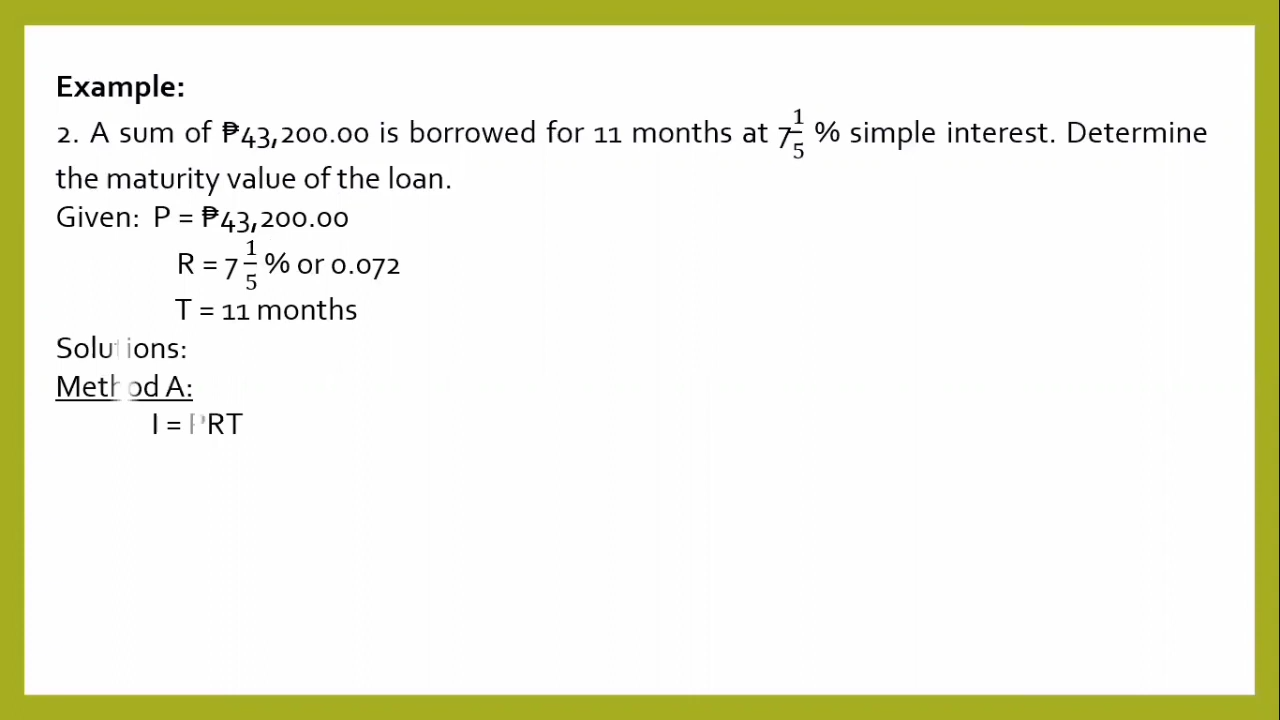 Example:
2. A sum of ₱43,200.00 is borrowed for 11 months at 7 1/5 % simple interest. Determine
the maturity value of the loan.
Given: P = ₱43,200.00
R = 7 1/5 % or 0.072
T = 11 months
Solutions:
Method A:
I = PRT